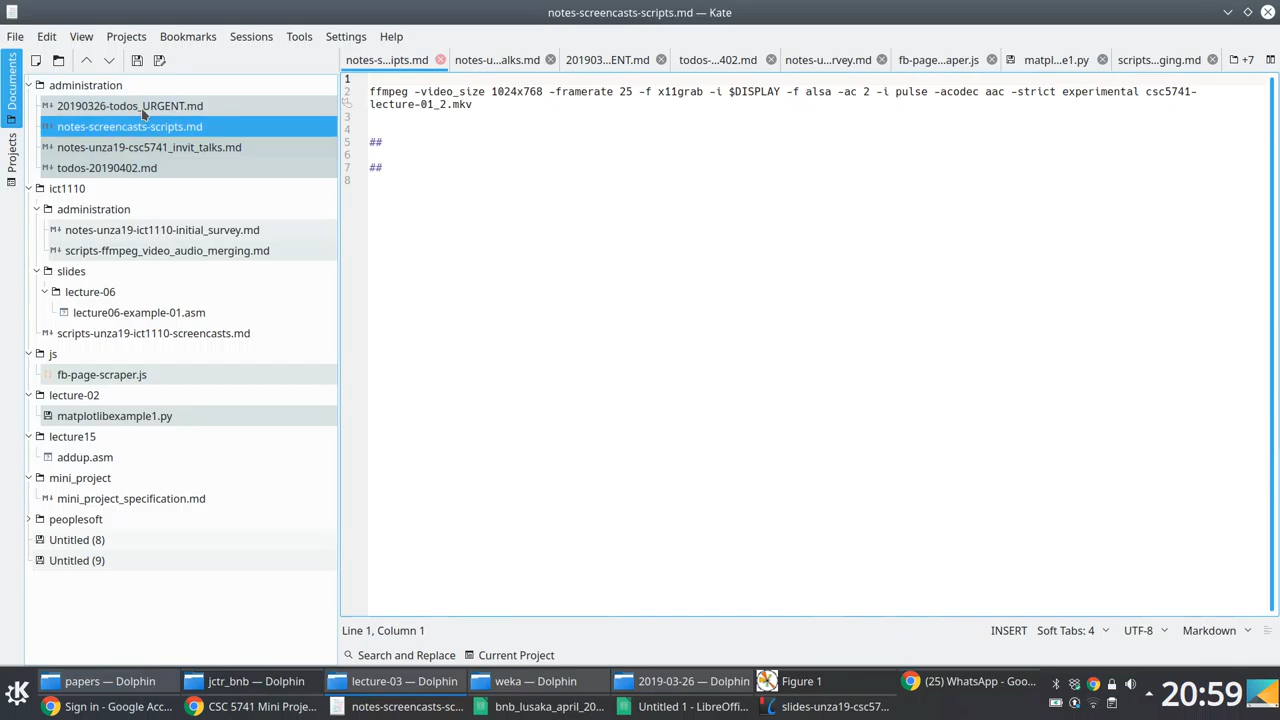 notes-screencasts-scripts.md — Kate
File Edit View Projects Bookmarks Sessions Tools Settings Help
notes-s...ipts.md notes-u...alks.md 201903...ENT.md todos-...402.md notes-u...rvey.md fb-page...aper.js matpl...e1.py scripts...ging.md +7
Documents
Projects
administration
20190326-todos_URGENT.md
notes-screencasts-scripts.md
notes-unza19-csc5741_invit_talks.md
todos-20190402.md
ict1110
administration
notes-unza19-ict1110-initial_survey.md
scripts-ffmpeg_video_audio_merging.md
slides
lecture-06
lecture06-example-01.asm
scripts-unza19-ict1110-screencasts.md
js
fb-page-scraper.js
lecture-02
matplotlibexample1.py
lecture15
addup.asm
mini_project
mini_project_specification.md
peoplesoft
Untitled (8)
Untitled (9)
1
2 ffmpeg -video_size 1024x768 -framerate 25 -f x11grab -i $DISPLAY -f alsa -ac 2 -i pulse -acodec aac -strict experimental csc5741-
lecture-01_2.mkv
3
4
5 ##
6
7 ##
8
Line 1, Column 1 INSERT Soft Tabs: 4 UTF-8 Markdown
Search and Replace Current Project
papers — Dolphin jctr_bnb — Dolphin lecture-03 — Dolphin weka — Dolphin 2019-03-26 — Dolphin Figure 1 (25) WhatsApp - Goo...
Sign in - Google Acc... CSC 5741 Mini Proje... notes-screencasts-sc... bnb_lusaka_april_20... Untitled 1 - LibreOffi... slides-unza19-csc57...
20:59